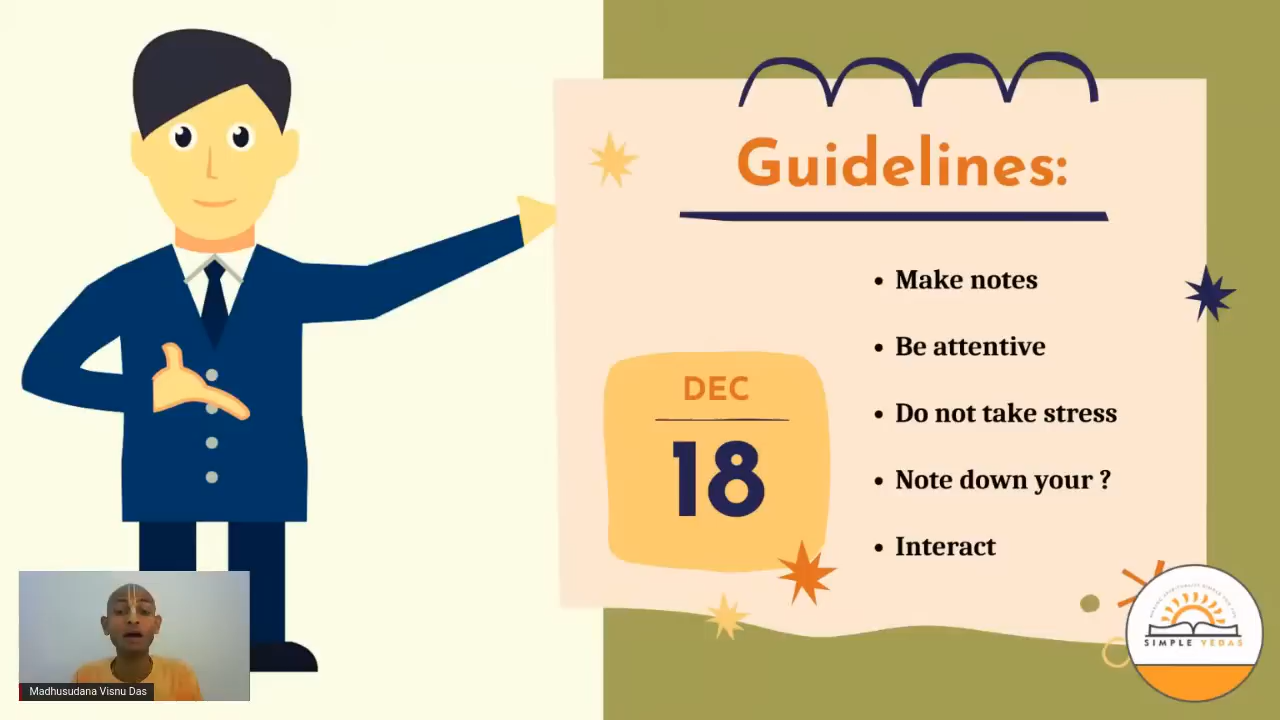 Guidelines:
• Make notes
• Be attentive
• Do not take stress
• Note down your ?
• Interact
DEC
18
SIMPLE VEDAS
Madhusudana Visnu Das